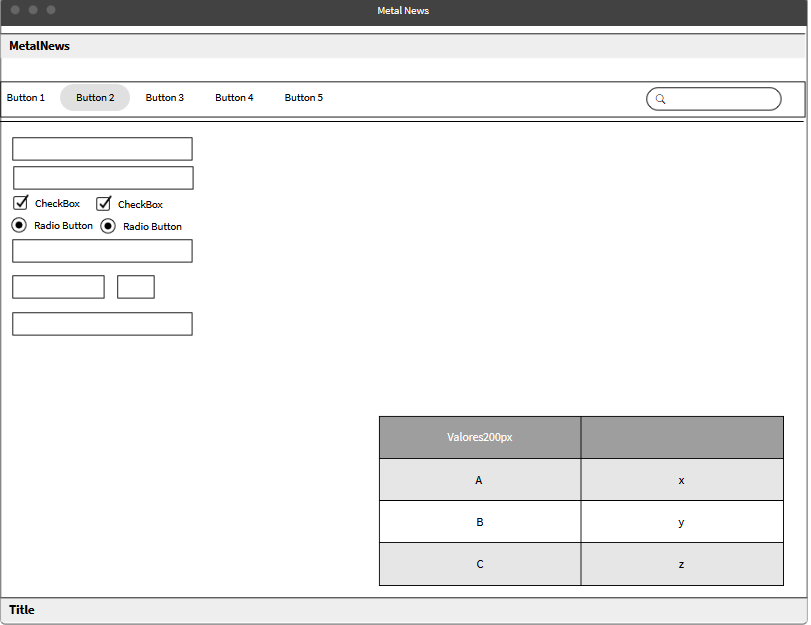 Metal News
MetalNews
Button 1 Button 2 Button 3 Button 4 Button 5
CheckBox CheckBox
Radio Button Radio Button
Valores200px
A x
B y
C z
Title